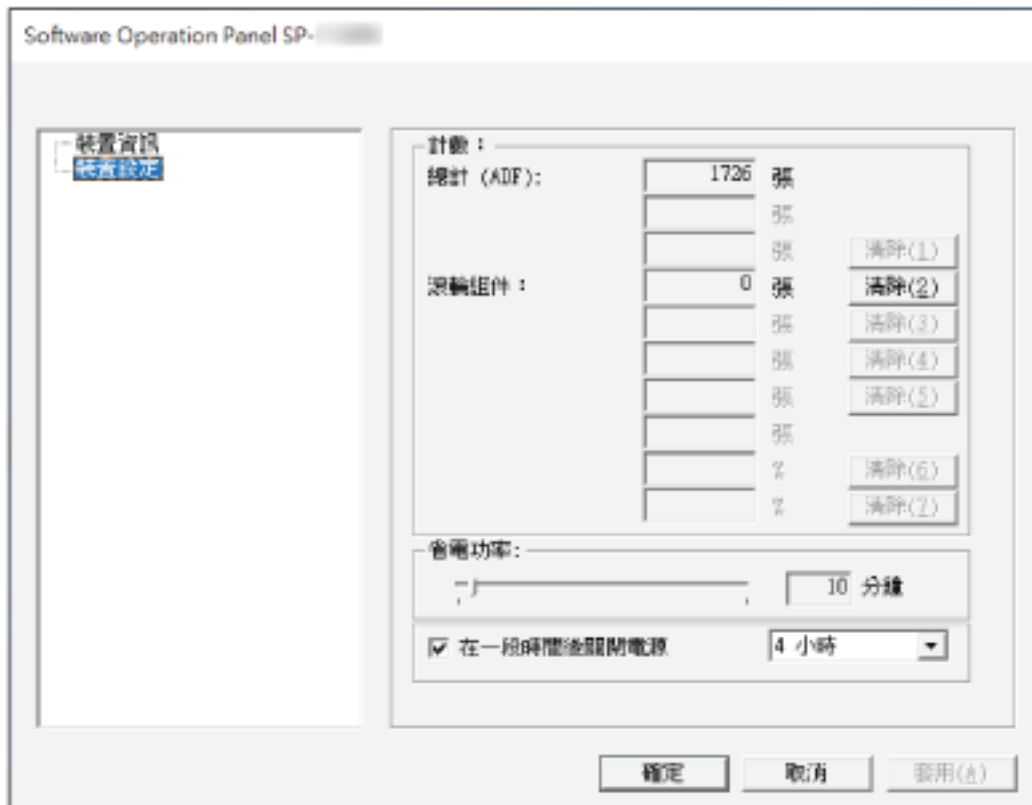 Software Operation Panel SP-
裝置資訊
裝置設定
計數：
總計 (ADF): 1726 張
張
張 清除(1)
滾輪組件： 0 張 清除(2)
張 清除(3)
張 清除(4)
張 清除(5)
張
% 清除(6)
% 清除(7)
省電功率:
10 分鐘
在一段時間後關閉電源 4 小時
確定 取消 套用(A)